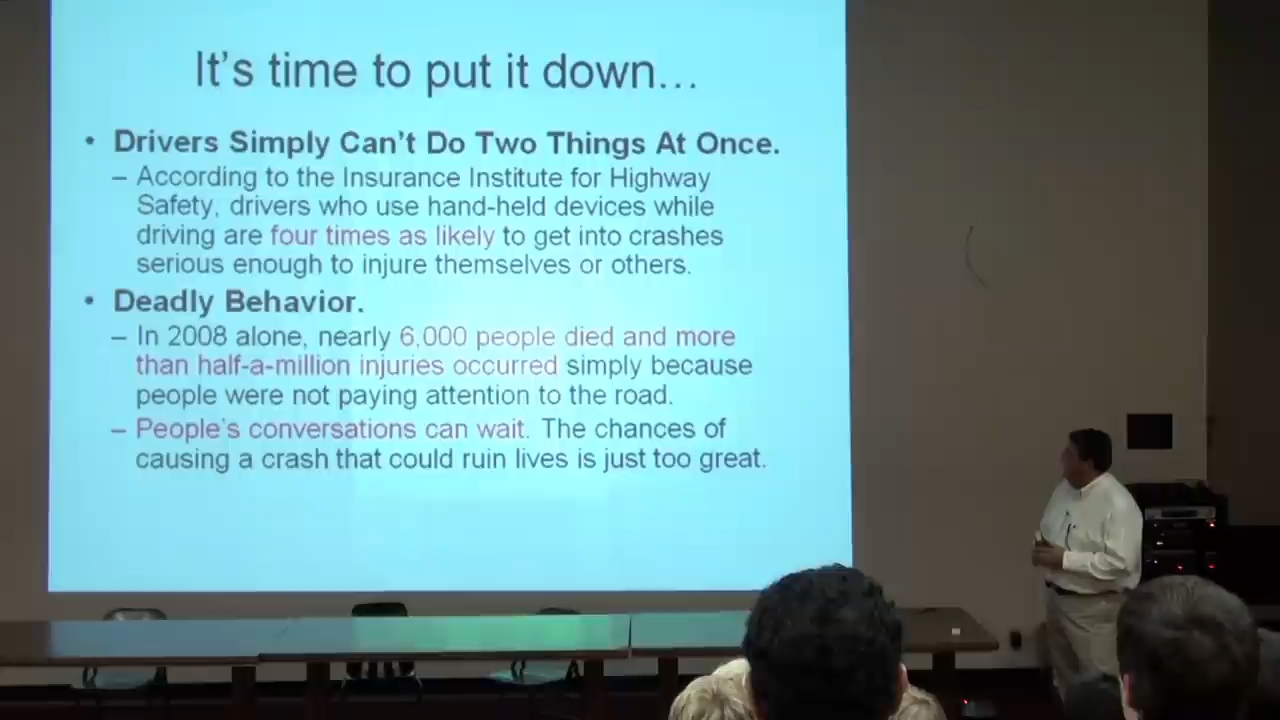 It's time to put it down...
• Drivers Simply Can't Do Two Things At Once.
– According to the Insurance Institute for Highway
Safety, drivers who use hand-held devices while
driving are four times as likely to get into crashes
serious enough to injure themselves or others.
• Deadly Behavior.
– In 2008 alone, nearly 6,000 people died and more
than half-a-million injuries occurred simply because
people were not paying attention to the road.
– People's conversations can wait. The chances of
causing a crash that could ruin lives is just too great.